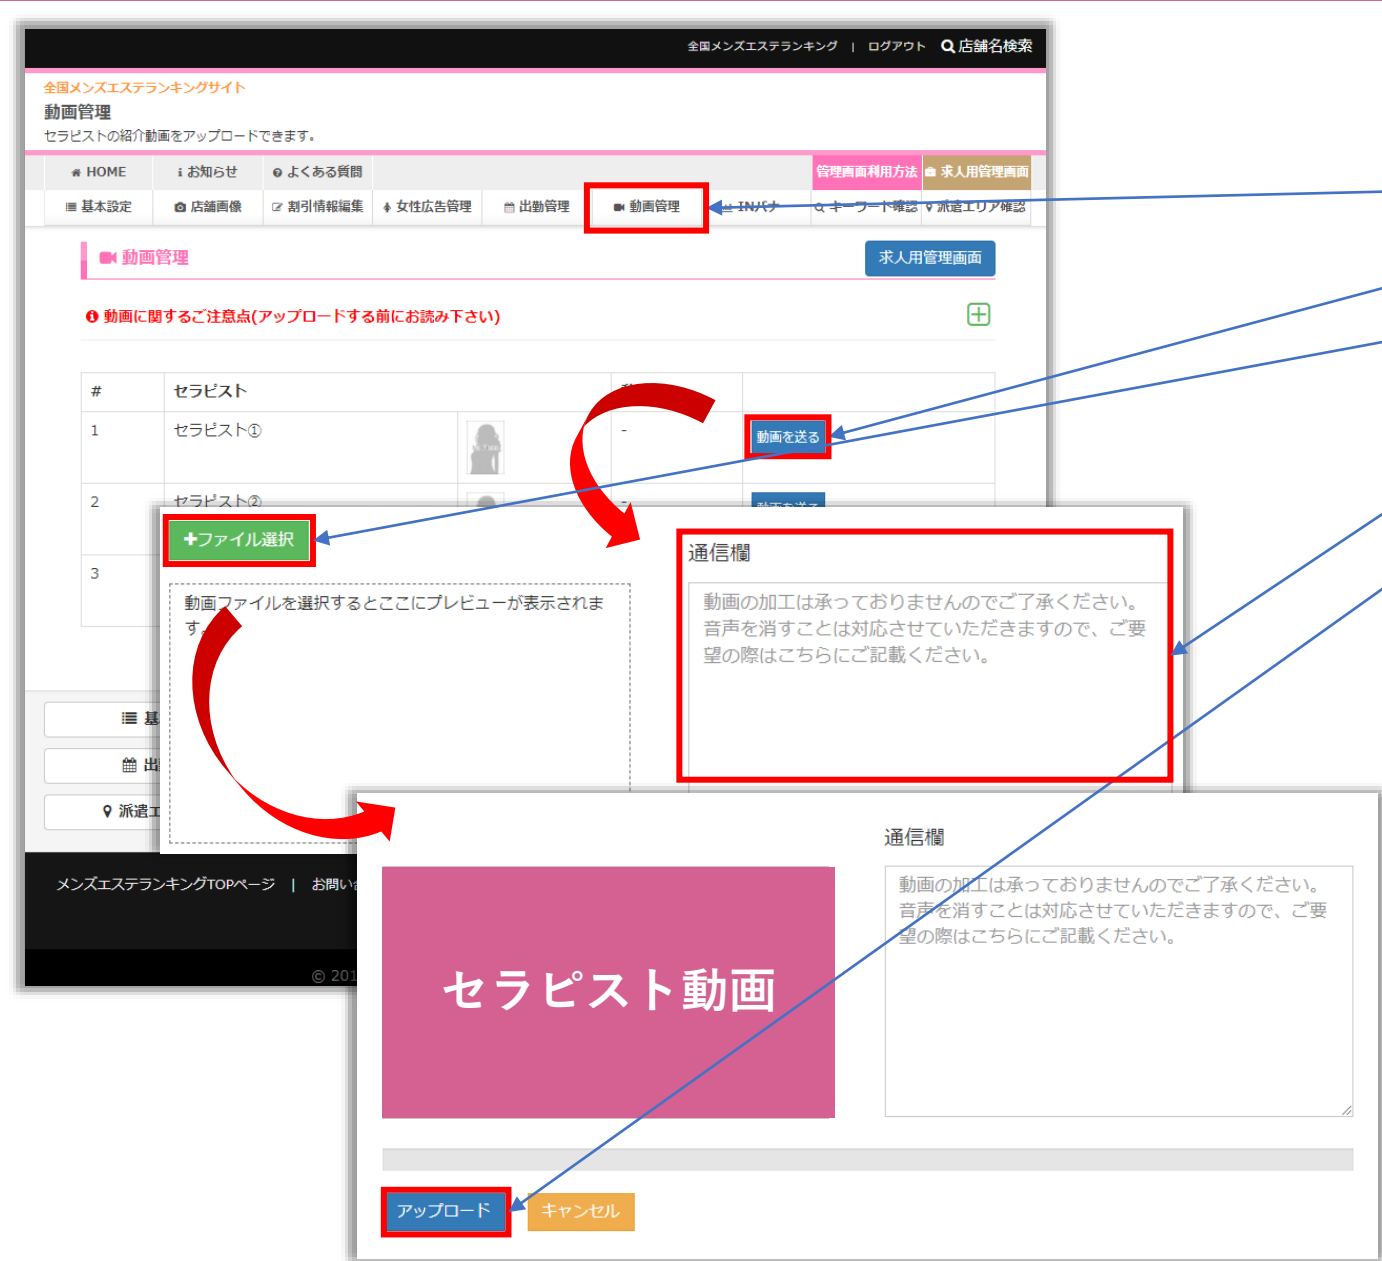 全国メンズエステランキング | ログアウト 店舗名検索
全国メンズエステランキングサイト
動画管理
セラピストの紹介動画をアップロードできます。
HOME お知らせ よくある質問 管理画面利用方法 求人用管理画面
基本設定 店舗画像 割引情報編集 女性広告管理 出勤管理 動画管理 INバナー キーワード確認 派遣エリア確認
動画管理 求人用管理画面
動画に関するご注意点(アップロードする前にお読み下さい)
# セラピスト
1 セラピスト① - 動画を送る
2 セラピスト② - 動画を送る
3
+ファイル選択
動画ファイルを選択するとここにプレビューが表示されま
す。
通信欄
動画の加工は承っておりませんのでご了承ください。
音声を消すことは対応させていただきますので、ご要
望の際はこちらにご記載ください。
基
出
派遣エ
メンズエステランキングTOPページ | お問い合
© 201
通信欄
動画の加工は承っておりませんのでご了承ください。
音声を消すことは対応させていただきますので、ご要
望の際はこちらにご記載ください。
セラピスト動画
アップロード キャンセル